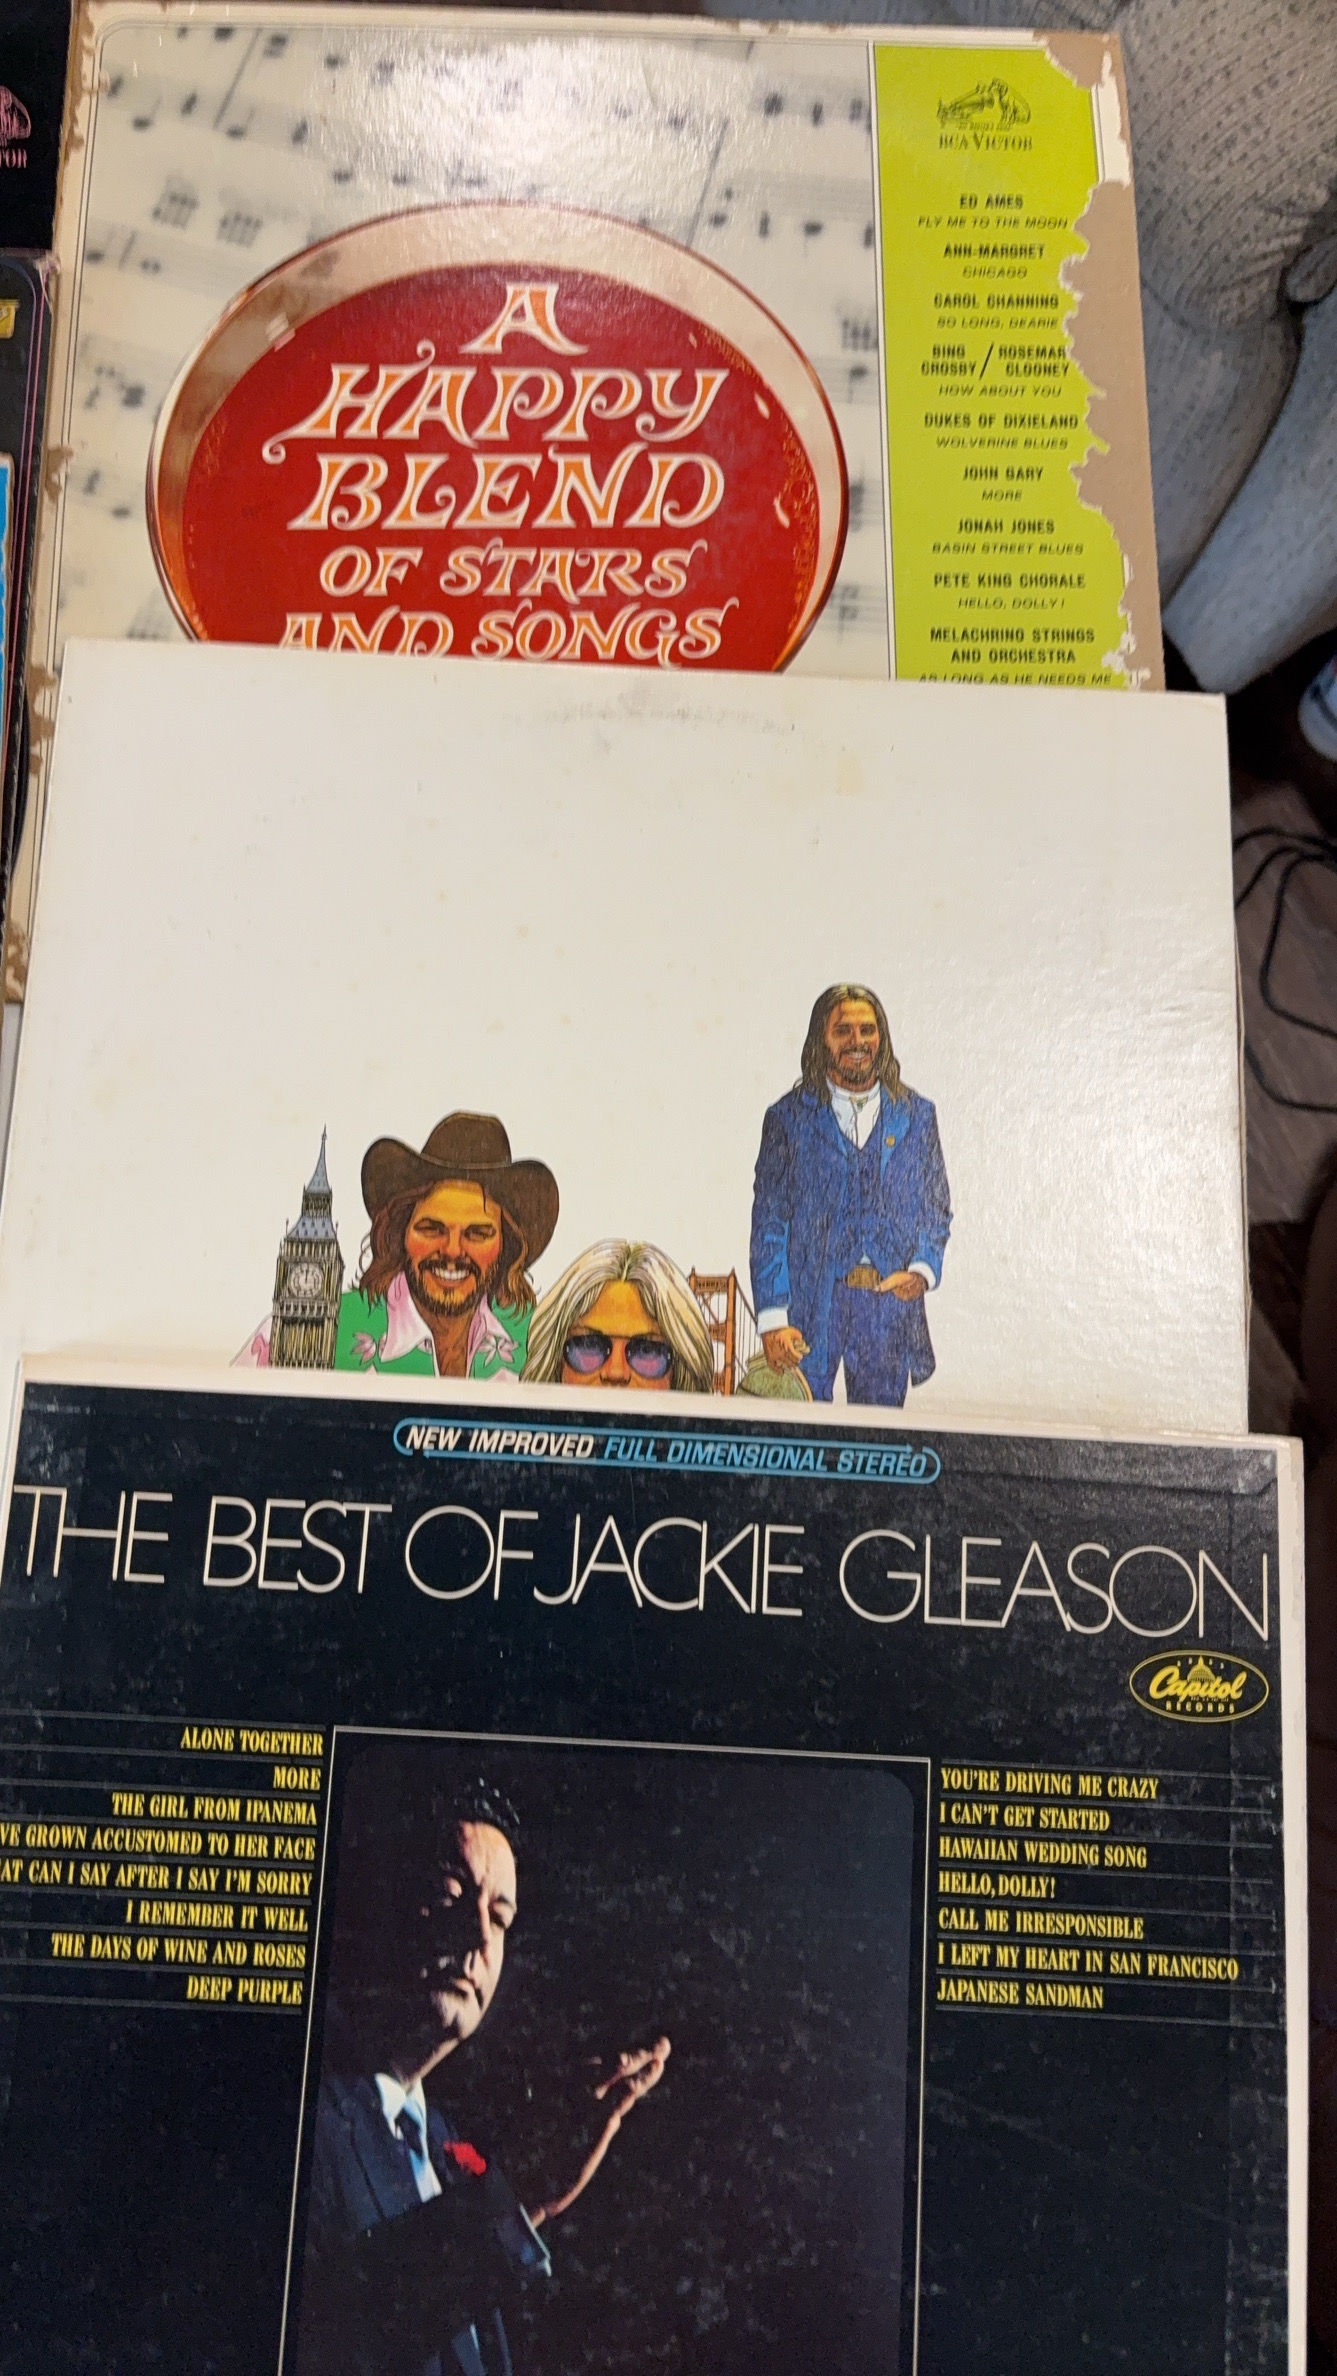 RCA VICTOR
ED AMES
FLY ME TO THE MOON
ANN-MARGRET
CHICAGO
CAROL CHANNING
SO LONG, DEARIE
BING CROSBY / ROSEMAR CLOONEY
HOW ABOUT YOU
DUKES OF DIXIELAND
WOLVERINE BLUES
JOHN GARY
MORE
JONAH JONES
BASIN STREET BLUES
PETE KING CHORALE
HELLO, DOLLY!
MELACHRINO STRINGS
AND ORCHESTRA
AS LONG AS HE NEEDS ME
A
HAPPY
BLEND
OF STARS
AND SONGS
NEW IMPROVED FULL DIMENSIONAL STEREO
THE BEST OF JACKIE GLEASON
Capitol
RECORDS
ALONE TOGETHER
MORE
THE GIRL FROM IPANEMA
VE GROWN ACCUSTOMED TO HER FACE
AT CAN I SAY AFTER I SAY I'M SORRY
I REMEMBER IT WELL
THE DAYS OF WINE AND ROSES
DEEP PURPLE
YOU'RE DRIVING ME CRAZY
I CAN'T GET STARTED
HAWAIIAN WEDDING SONG
HELLO, DOLLY!
CALL ME IRRESPONSIBLE
I LEFT MY HEART IN SAN FRANCISCO
JAPANESE SANDMAN